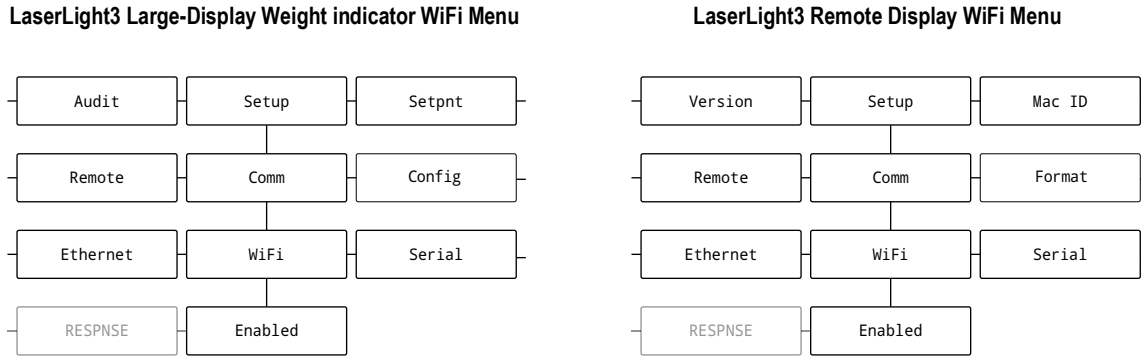 LaserLight3 Large-Display Weight indicator WiFi Menu
LaserLight3 Remote Display WiFi Menu
Audit Setup Setpnt
Version Setup Mac ID
Remote Comm Config
Remote Comm Format
Ethernet WiFi Serial
Ethernet WiFi Serial
RESPNSE Enabled
RESPNSE Enabled